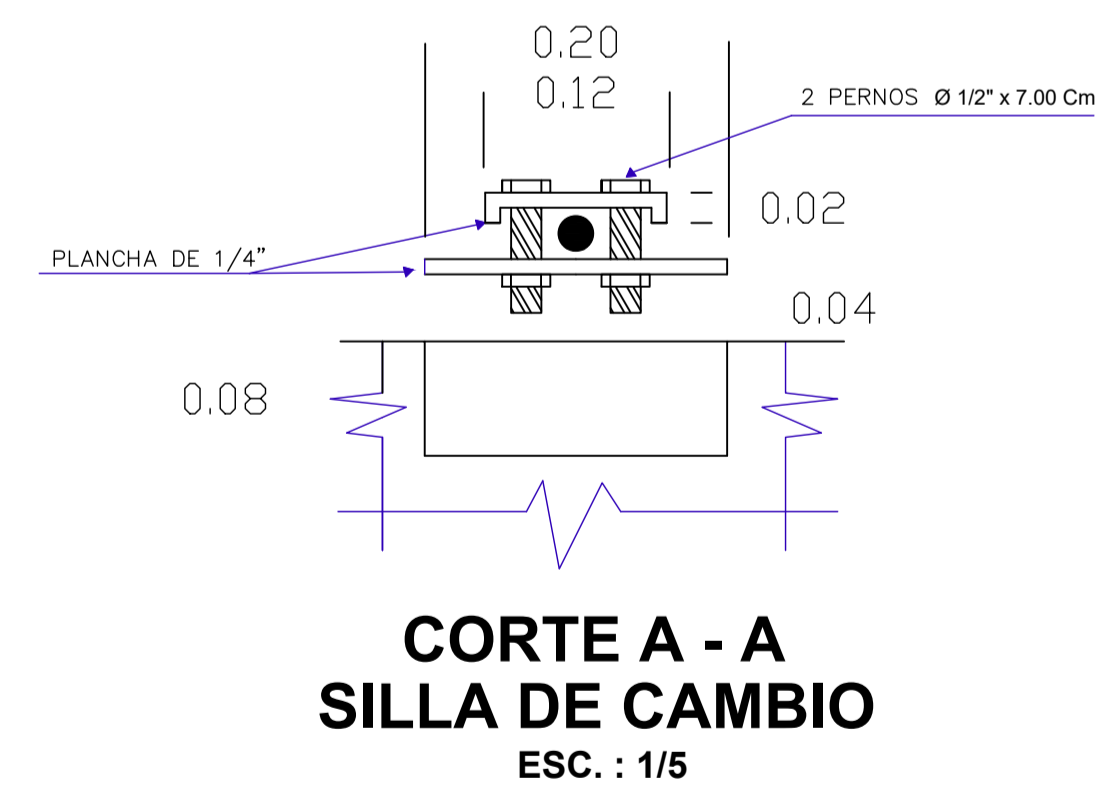 0.20
0.12
2 PERNOS Ø 1/2" x 7.00 Cm
0.02
PLANCHA DE 1/4"
0.04
0.08
CORTE A - A
SILLA DE CAMBIO
ESC. : 1/5